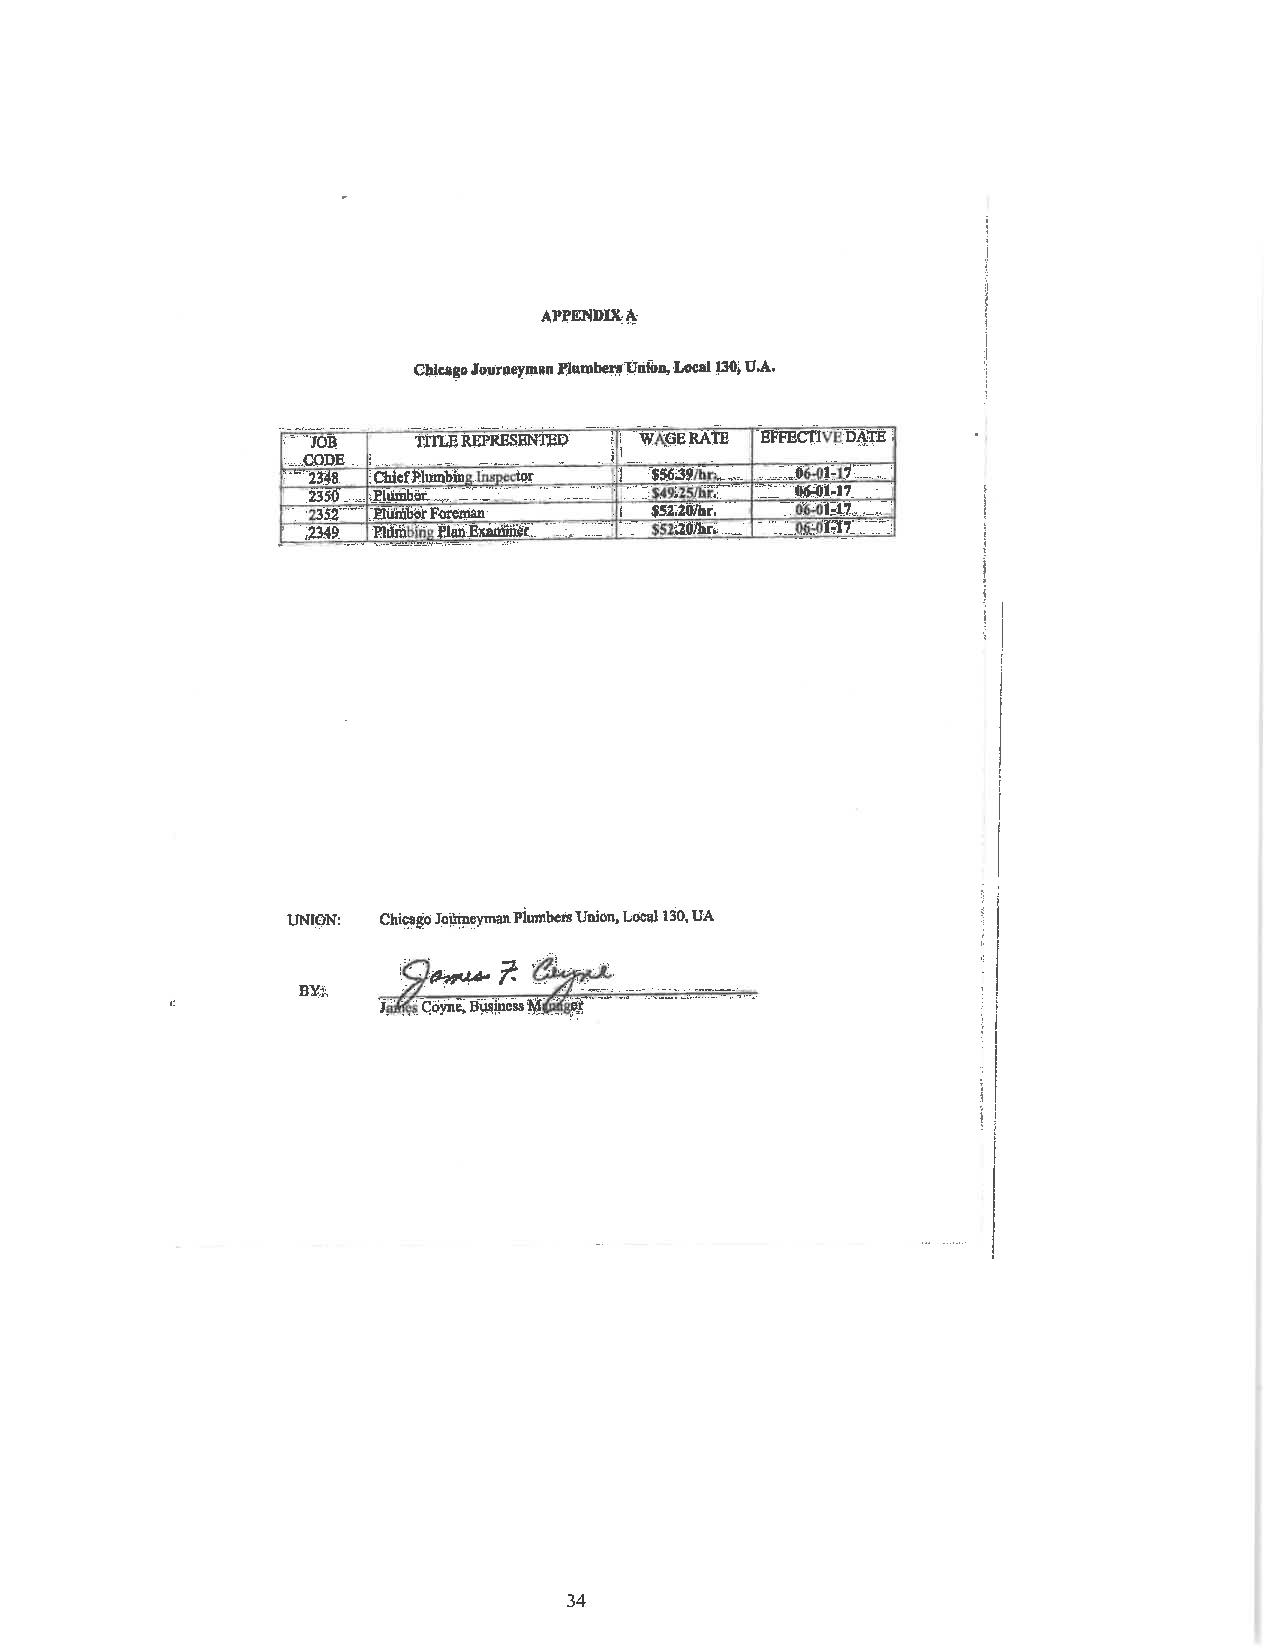 APPENDIX A
Chicago Journeyman Plumbers Union, Local 130, U.A.
JOB CODE TITLE REPRESENTED WAGE RATE EFFECTIVE DATE
2348 Chief Plumbing Inspector $56.39/hr. 06-01-17
2350 Plumber $49.25/hr. 06-01-17
2352 Plumber Foreman $52.20/hr. 06-01-17
2349 Plumbing Plan Examiner $52.20/hr. 06-01-17
UNION: Chicago Journeyman Plumbers Union, Local 130, UA
James F. Coyne
BY:
James Coyne, Business Manager
34